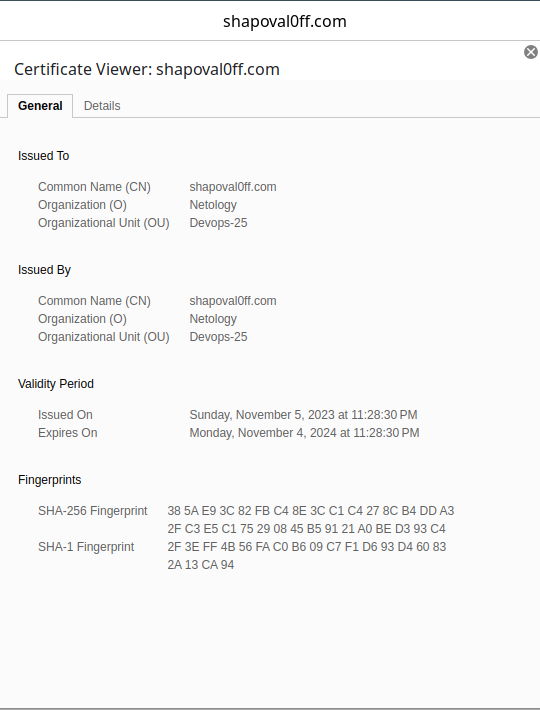 shapoval0ff.com
Certificate Viewer: shapoval0ff.com
General Details
Issued To
Common Name (CN) shapoval0ff.com
Organization (O) Netology
Organizational Unit (OU) Devops-25
Issued By
Common Name (CN) shapoval0ff.com
Organization (O) Netology
Organizational Unit (OU) Devops-25
Validity Period
Issued On Sunday, November 5, 2023 at 11:28:30 PM
Expires On Monday, November 4, 2024 at 11:28:30 PM
Fingerprints
SHA-256 Fingerprint 38 5A E9 3C 82 FB C4 8E 3C C1 C4 27 8C B4 DD A3
2F C3 E5 C1 75 29 08 45 B5 91 21 A0 BE D3 93 C4
SHA-1 Fingerprint 2F 3E FF 4B 56 FA C0 B6 09 C7 F1 D6 93 D4 60 83
2A 13 CA 94